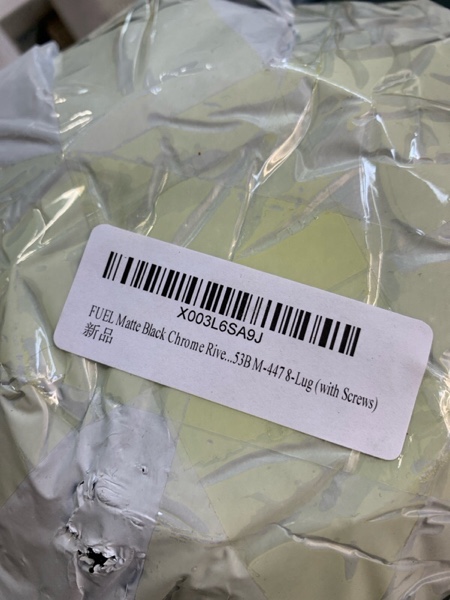 X003L6SA9J
FUEL Matte Black Chrome Rive...53B M-447 8-Lug (with Screws)
新品